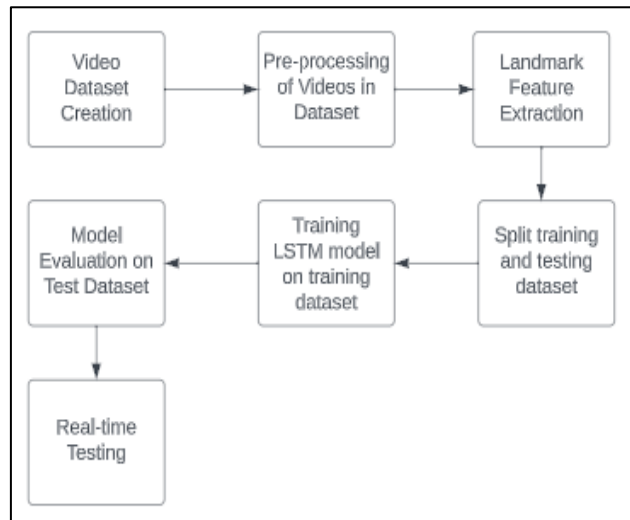 Video
Dataset
Creation
Pre-processing
of Videos in
Dataset
Landmark
Feature
Extraction
Split training
and testing
dataset
Training
LSTM model
on training
dataset
Model
Evaluation on
Test Dataset
Real-time
Testing